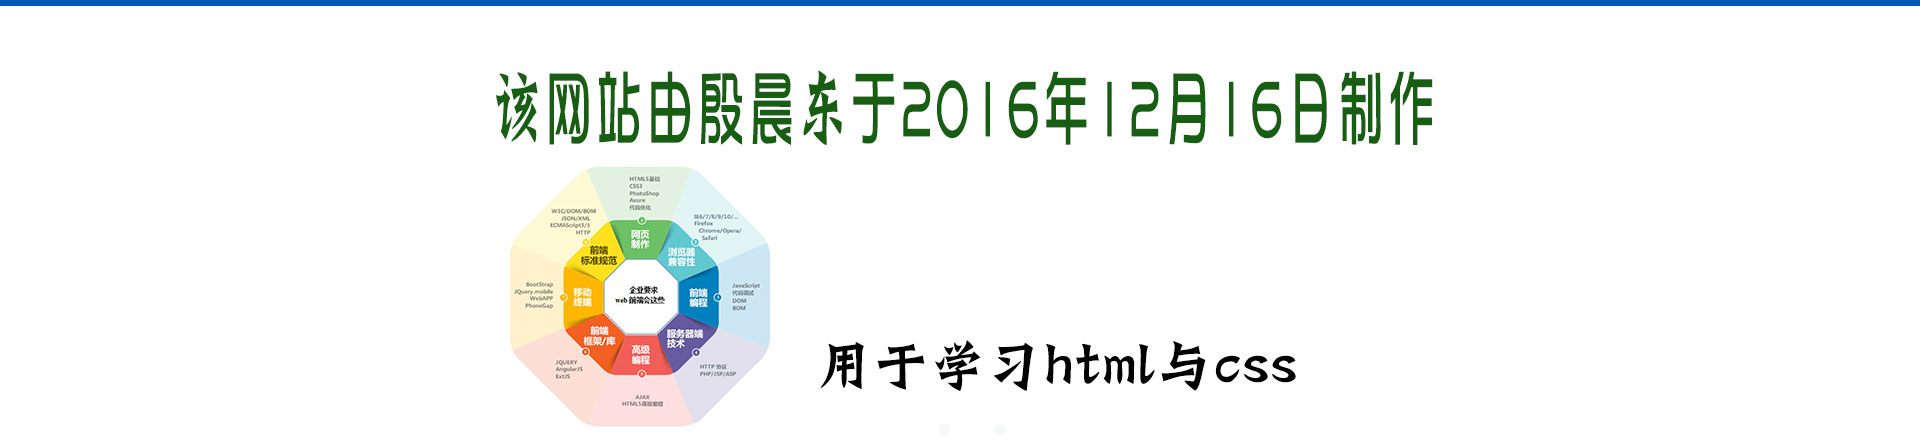 该网站由殷晨东于2016年12月16日制作
HTML5基础
CSS3
PhotoShop
Axure
代码优化
网页
制作
IE6/7/8/9/10/...
Firefox
Chrome/Opera/
Safari
浏览器
兼容性
JavaScript
代码调试
DOM
BOM
前端
编程
HTTP 协议
PHP/JSP/ASP
服务器端
技术
AJAX
HTML5高级编程
高级
编程
JQUERY
AngularJS
ExtJS
前端
框架/库
BootStrap
JQuery.mobile
WebAPP
PhoneGap
移动
终端
W3C/DOM/BOM
JSON/XML
ECMAScript3/5
HTTP
前端
标准规范
企业要求
web 前端会这些
用于学习html与css